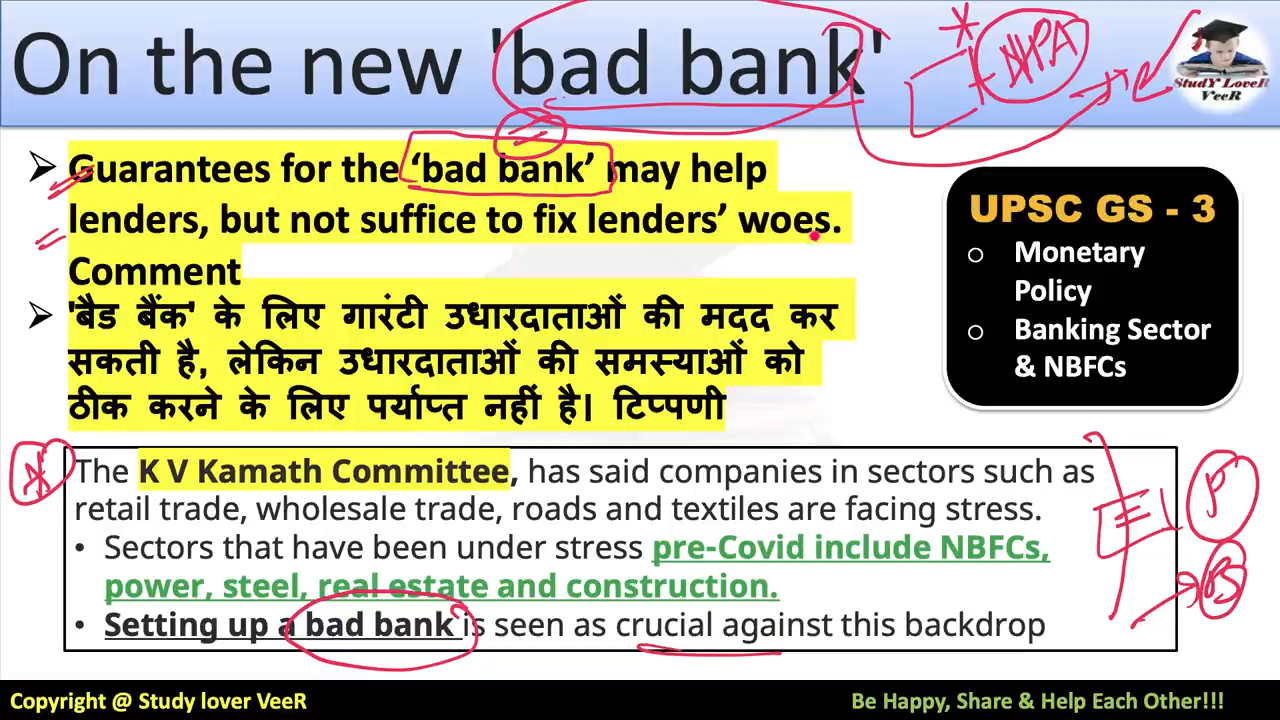 On the new 'bad bank'
NPA
StudY LoveR
VeeR
➢ Guarantees for the ‘bad bank’ may help
lenders, but not suffice to fix lenders’ woes.
Comment
➢ 'बैड बैंक' के लिए गारंटी उधारदाताओं की मदद कर
सकती है, लेकिन उधारदाताओं की समस्याओं को
ठीक करने के लिए पर्याप्त नहीं है। टिप्पणी
UPSC GS - 3
○ Monetary
Policy
○ Banking Sector
& NBFCs
The K V Kamath Committee, has said companies in sectors such as
retail trade, wholesale trade, roads and textiles are facing stress.
• Sectors that have been under stress pre-Covid include NBFCs,
power, steel, real estate and construction.
• Setting up a bad bank is seen as crucial against this backdrop
P
Copyright @ Study lover VeeR
Be Happy, Share & Help Each Other!!!